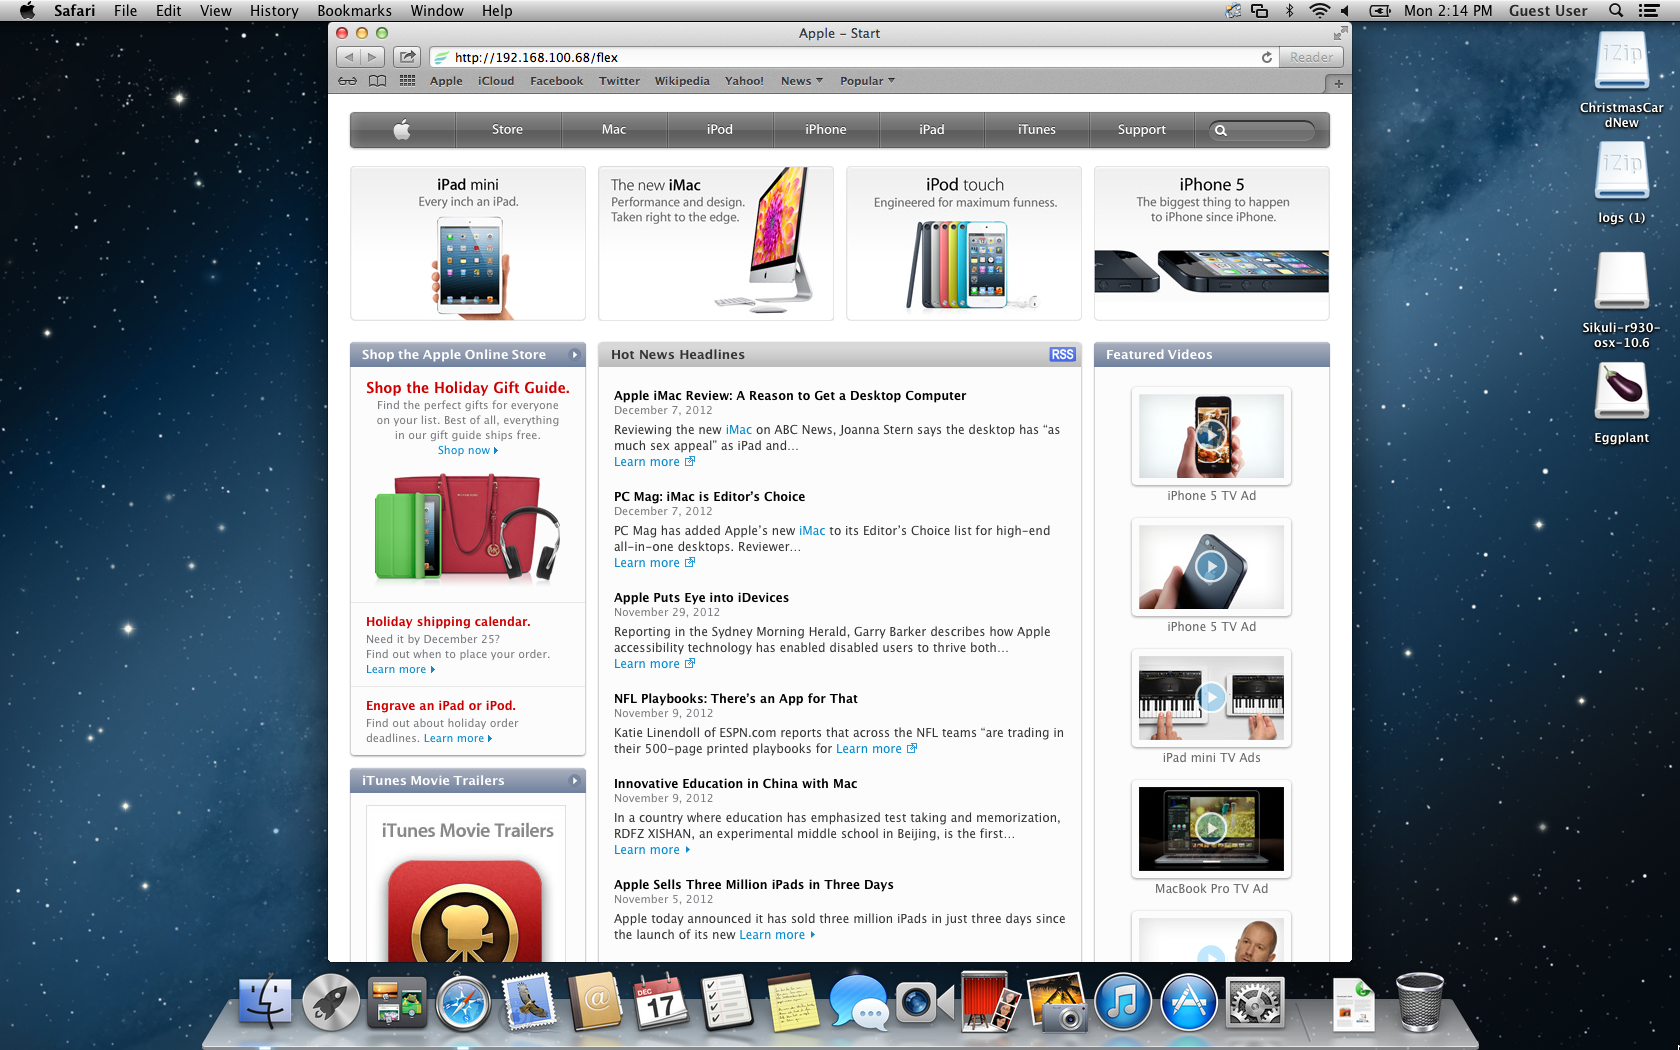 Safari File Edit View History Bookmarks Window Help
Mon 2:14 PM Guest User
Apple – Start
http://192.168.100.68/flex
Reader
Apple iCloud Facebook Twitter Wikipedia Yahoo! News Popular
Store Mac iPod iPhone iPad iTunes Support
iPad mini
Every inch an iPad.
The new iMac
Performance and design.
Taken right to the edge.
iPod touch
Engineered for maximum funness.
iPhone 5
The biggest thing to happen
to iPhone since iPhone.
Shop the Apple Online Store
Shop the Holiday Gift Guide.
Find the perfect gifts for everyone
on your list. Best of all, everything
in our gift guide ships free.
Shop now
Holiday shipping calendar.
Need it by December 25?
Find out when to place your order.
Learn more
Engrave an iPad or iPod.
Find out about holiday order
deadlines. Learn more
iTunes Movie Trailers
iTunes Movie Trailers
Hot News Headlines
RSS
Apple iMac Review: A Reason to Get a Desktop Computer
December 7, 2012
Reviewing the new iMac on ABC News, Joanna Stern says the desktop has “as
much sex appeal” as iPad and…
Learn more
PC Mag: iMac is Editor’s Choice
December 7, 2012
PC Mag has added Apple’s new iMac to its Editor’s Choice list for high-end
all-in-one desktops. Reviewer…
Learn more
Apple Puts Eye into iDevices
November 29, 2012
Reporting in the Sydney Morning Herald, Garry Barker describes how Apple
accessibility technology has enabled disabled users to thrive both…
Learn more
NFL Playbooks: There’s an App for That
November 9, 2012
Katie Linendoll of ESPN.com reports that across the NFL teams “are trading in
their 500-page printed playbooks for Learn more
Innovative Education in China with Mac
November 9, 2012
In a country where education has emphasized test taking and memorization,
RDFZ XISHAN, an experimental middle school in Beijing, is the first…
Learn more
Apple Sells Three Million iPads in Three Days
November 5, 2012
Apple today announced it has sold three million iPads in just three days since
the launch of its new Learn more
Featured Videos
iPhone 5 TV Ad
iPhone 5 TV Ad
iPad mini TV Ads
MacBook Pro TV Ad
iZip
ChristmasCar
dNew
iZip
logs (1)
Sikuli-r930-
osx-10.6
Eggplant
DEC
17